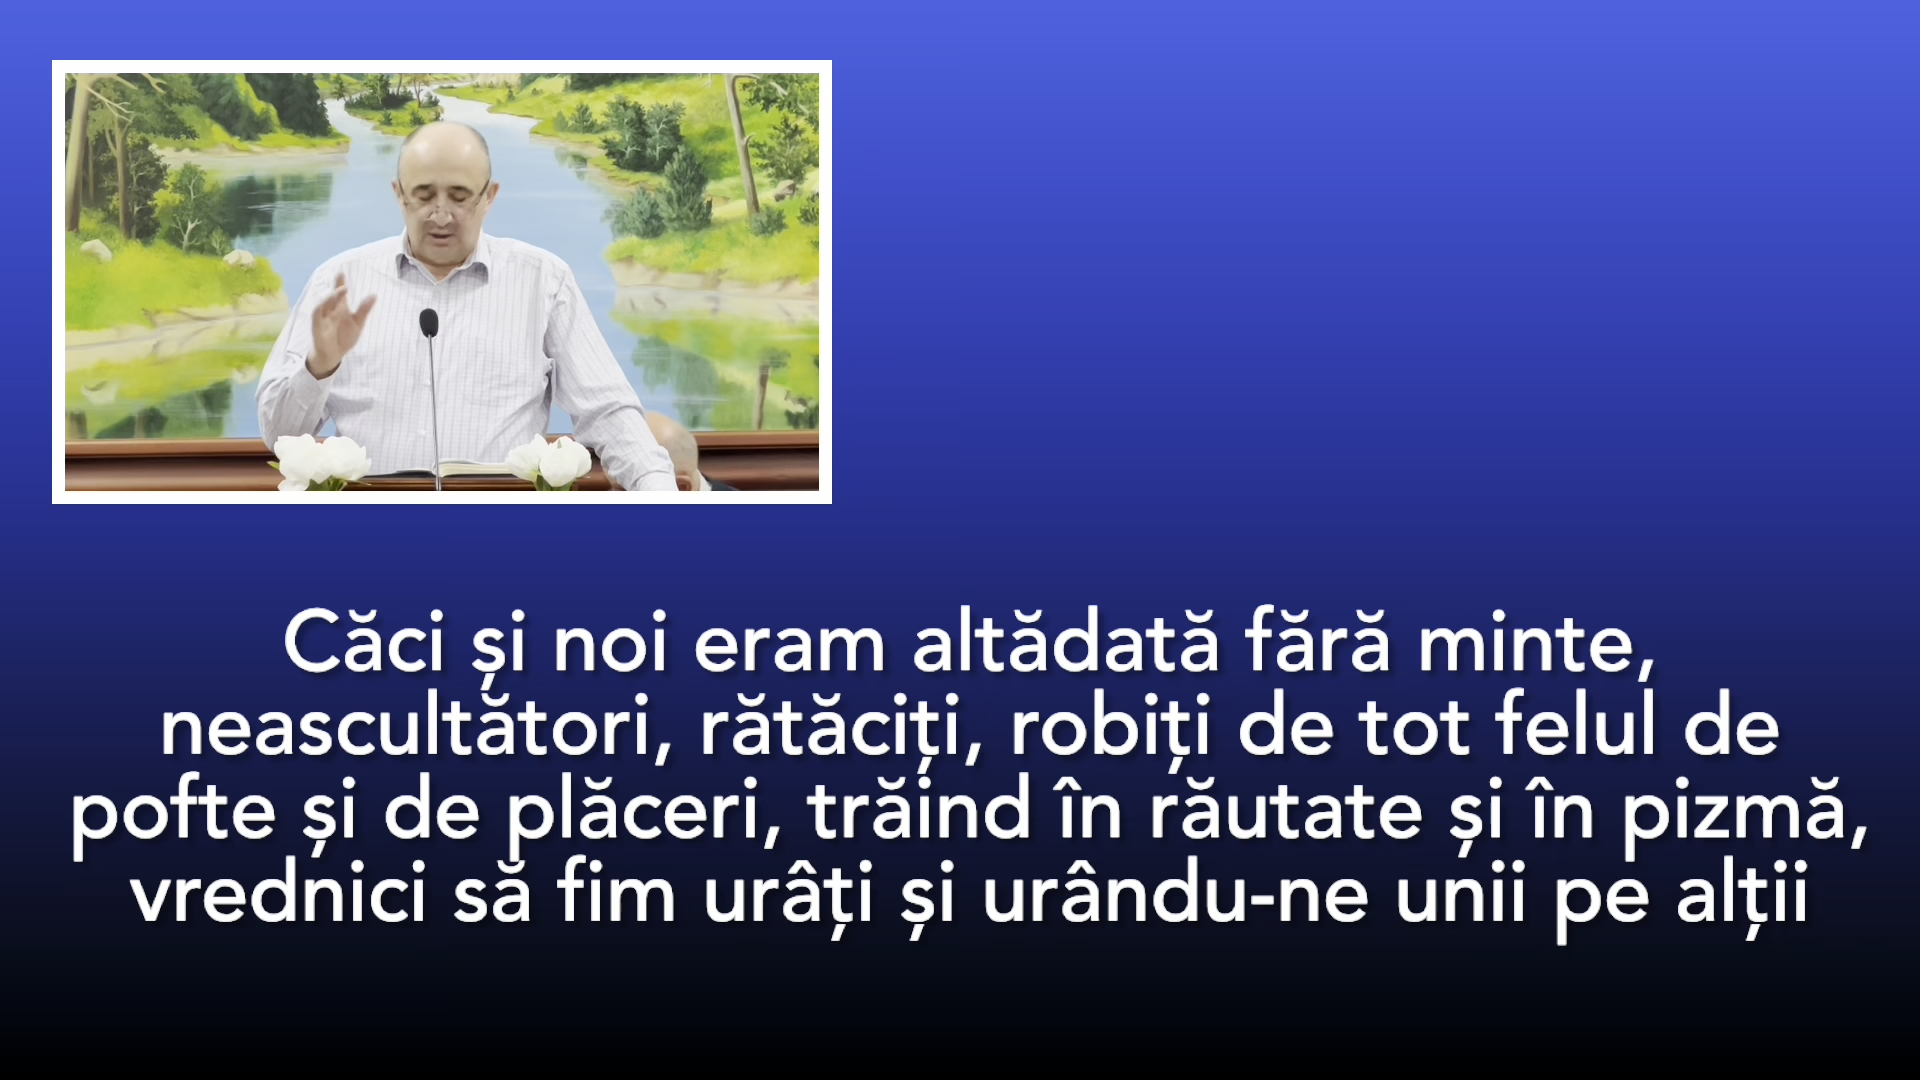 Căci și noi eram altădată fără minte,
neascultători, rătăciți, robiți de tot felul de
pofte și de plăceri, trăind în răutate și în pizmă,
vrednici să fim urâți și urându-ne unii pe alții